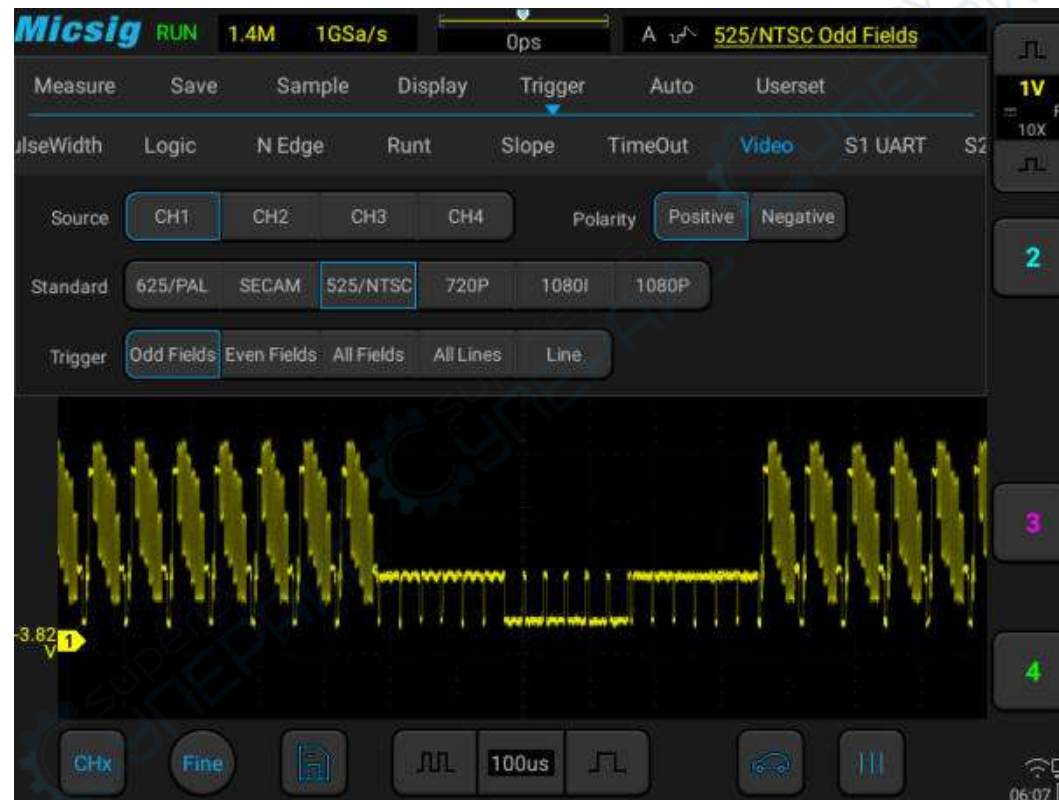 Micsig RUN 1.4M 1GSa/s 0ps A 525/NTSC Odd Fields
Measure Save Sample Display Trigger Auto Userset
ulseWidth Logic N Edge Runt Slope TimeOut Video S1 UART S2
Source CH1 CH2 CH3 CH4 Polarity Positive Negative
Standard 625/PAL SECAM 525/NTSC 720P 1080I 1080P
Trigger Odd Fields Even Fields All Fields All Lines Line
1V
10X
2
3
4
-3.82
V
1
CHx Fine 100us
06:07